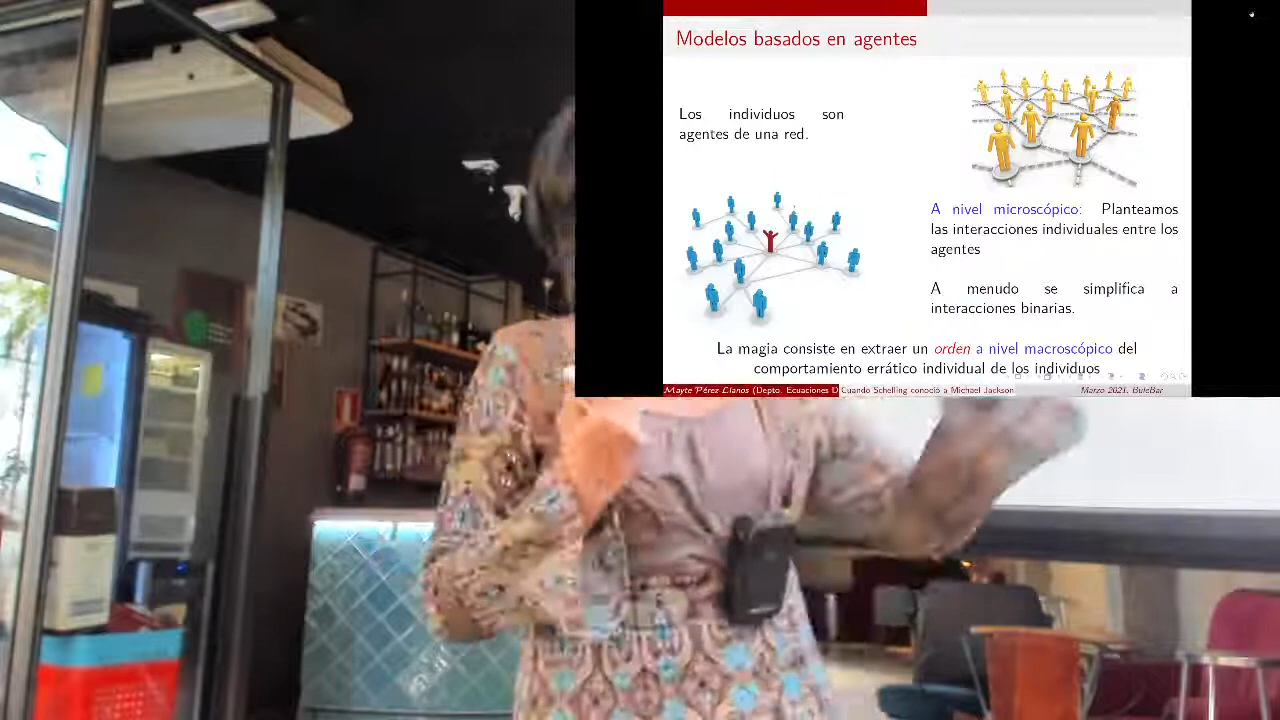 Modelos basados en agentes
Los individuos son
agentes de una red.
A nivel microscópico: Planteamos
las interacciones individuales entre los
agentes
A menudo se simplifica a
interacciones binarias.
La magia consiste en extraer un orden a nivel macroscópico del
comportamiento errático individual de los individuos
Mayte Pérez Llanos (Depto. Ecuaciones D
Cuando Schelling conoció a Michael Jackson
Marzo 2021, BuleBar